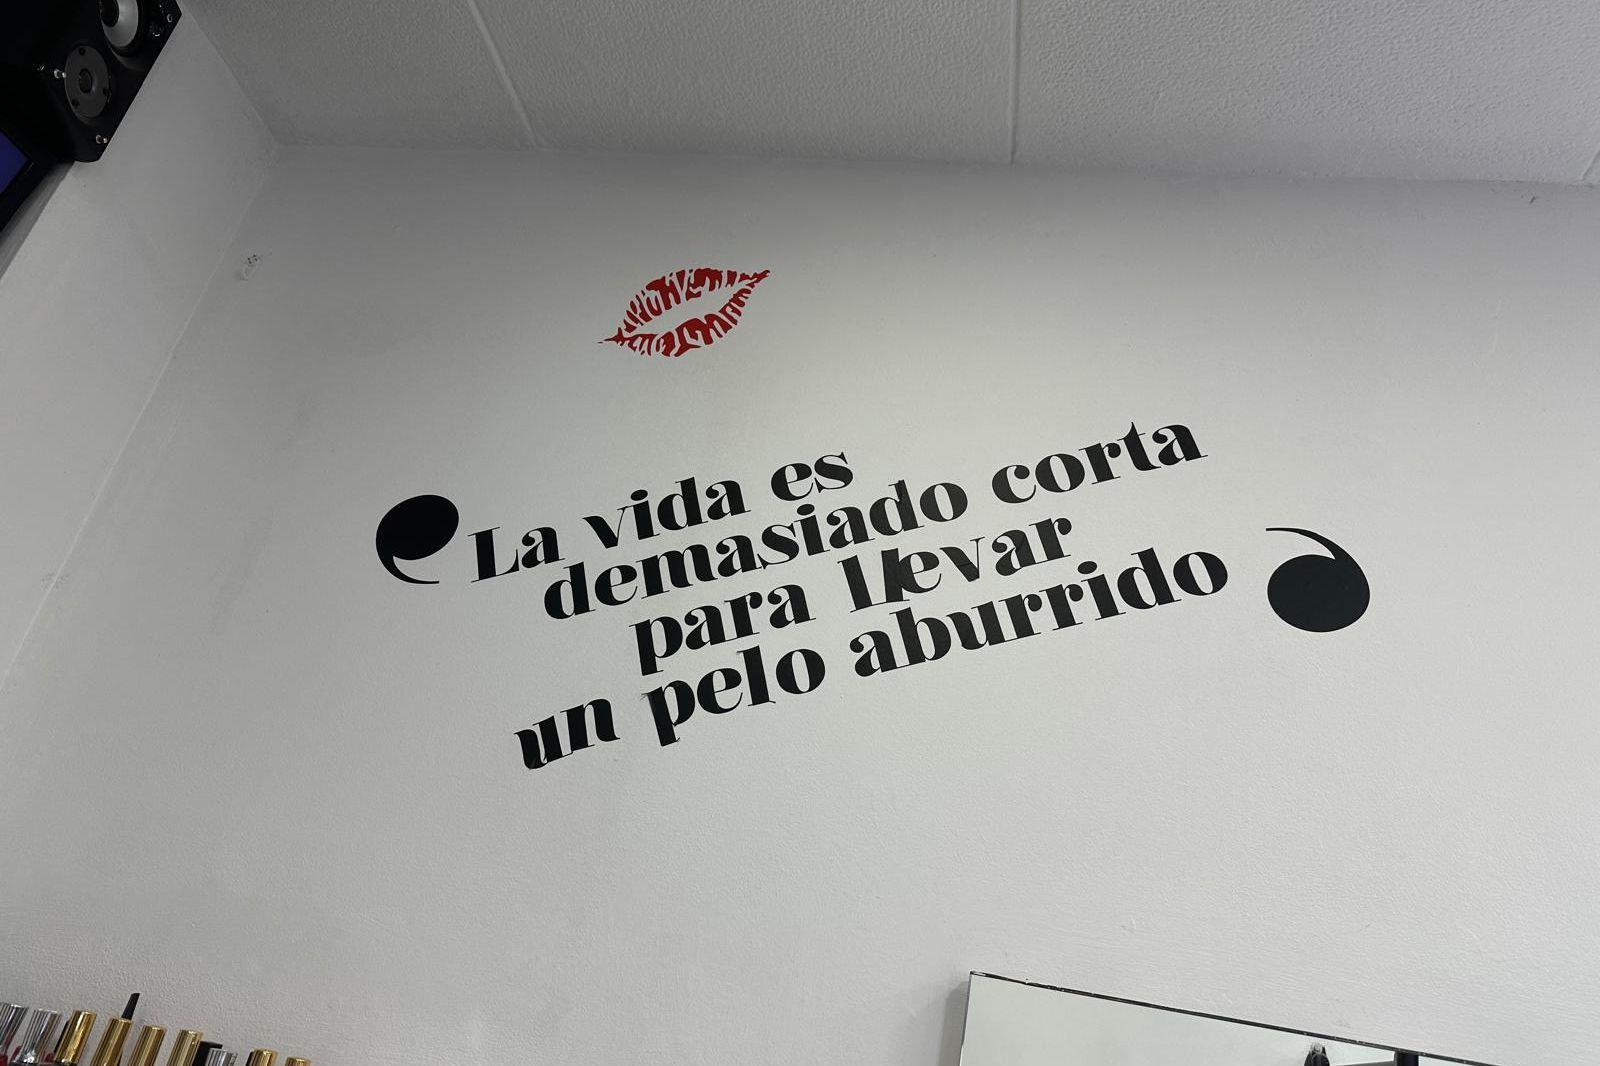 La vida es
demasiado corta
para llevar
un pelo aburrido